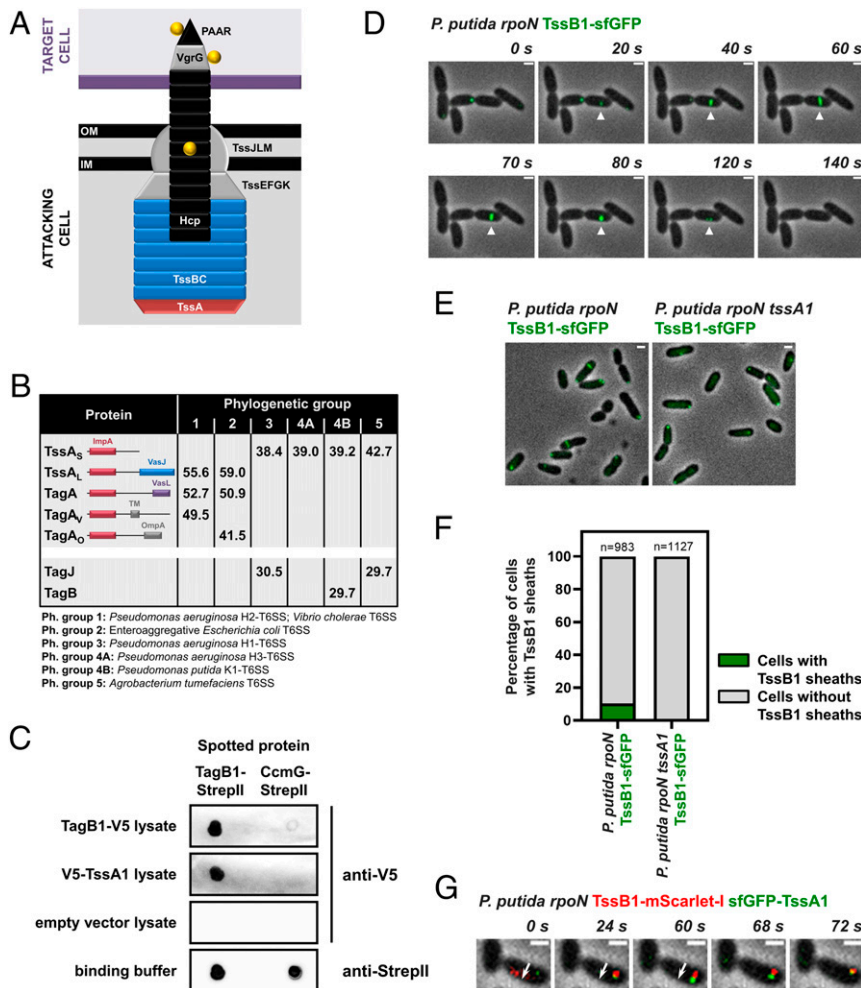 A
TARGET
CELL
PAAR
VgrG
OM
TssJLM
IM
TssEFGK
ATTACKING
CELL
Hcp
TssBC
TssA
B
Protein Phylogenetic group
1 2 3 4A 4B 5
TssAS ImpA 38.4 39.0 39.2 42.7
TssAL VasJ 55.6 59.0
TagA VasL 52.7 50.9
TagAV TM 49.5
TagAO OmpA 41.5
TagJ 30.5 29.7
TagB 29.7
Ph. group 1: Pseudomonas aeruginosa H2-T6SS; Vibrio cholerae T6SS
Ph. group 2: Enteroaggregative Escherichia coli T6SS
Ph. group 3: Pseudomonas aeruginosa H1-T6SS
Ph. group 4A: Pseudomonas aeruginosa H3-T6SS
Ph. group 4B: Pseudomonas putida K1-T6SS
Ph. group 5: Agrobacterium tumefaciens T6SS
C
Spotted protein
TagB1- CcmG-
StrepII StrepII
TagB1-V5 lysate
V5-TssA1 lysate
anti-V5
empty vector lysate
binding buffer
anti-StrepII
D
P. putida rpoN TssB1-sfGFP
0 s 20 s 40 s 60 s
70 s 80 s 120 s 140 s
E
P. putida rpoN P. putida rpoN tssA1
TssB1-sfGFP TssB1-sfGFP
F
n=983 n=1127
Percentage of cells
with TssB1 sheaths
100
80
60
40
20
0
P. putida rpoN
TssB1-sfGFP
P. putida rpoN tssA1
TssB1-sfGFP
Cells with
TssB1 sheaths
Cells without
TssB1 sheaths
G
P. putida rpoN TssB1-mScarlet-I sfGFP-TssA1
0 s 24 s 60 s 68 s 72 s